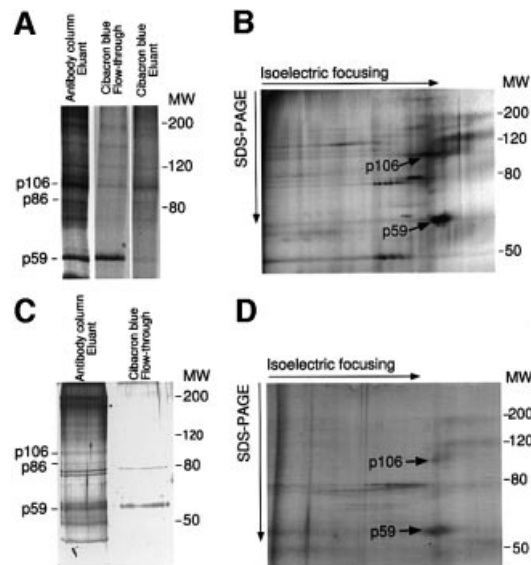 A
Antibody column
Eluant
Cibacron blue
Flow-through
Cibacron blue
Eluant
MW
-200
-120
-80
p106-
p86-
p59-
B
Isoelectric focusing
SDS-PAGE
MW
-200
-120
-80
-50
p106
p59
C
Antibody column
Eluant
Cibacron blue
Flow-through
MW
-200
-120
-80
-50
p106-
p86-
p59-
D
Isoelectric focusing
SDS-PAGE
MW
-200
-120
-80
-50
p106
p59